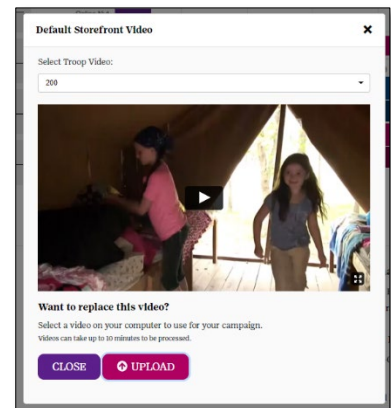 Default Storefront Video
Select Troop Video:
200
Want to replace this video?
Select a video on your computer to use for your campaign.
Videos can take up to 10 minutes to be processed.
CLOSE
UPLOAD